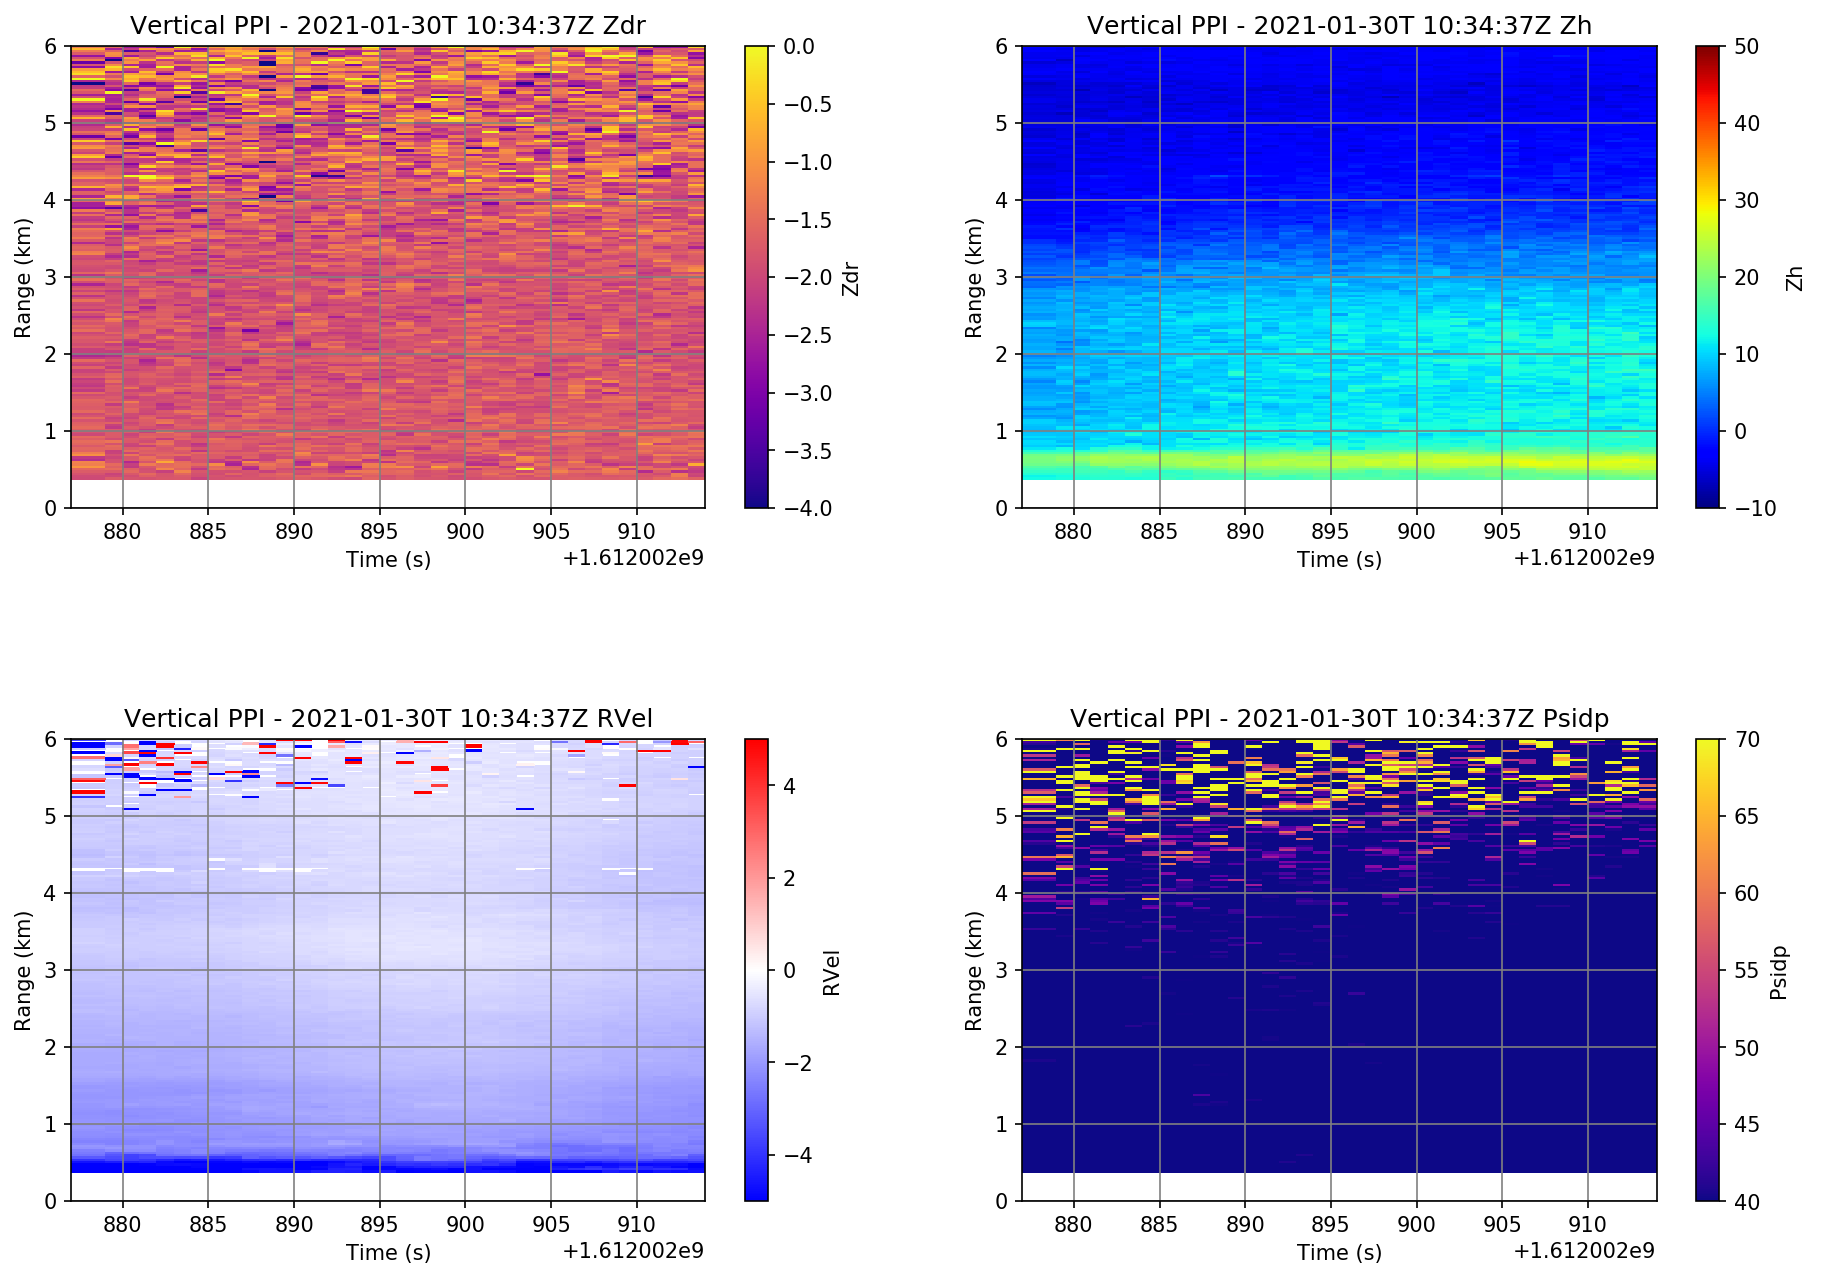 Vertical PPI - 2021-01-30T 10:34:37Z Zdr
6
5
4
3
2
1
0
Range (km)
880 885 890 895 900 905 910
Time (s)
+1.612002e9
0.0
−0.5
−1.0
−1.5
−2.0
−2.5
−3.0
−3.5
−4.0
Zdr
Vertical PPI - 2021-01-30T 10:34:37Z Zh
6
5
4
3
2
1
0
Range (km)
880 885 890 895 900 905 910
Time (s)
+1.612002e9
50
40
30
20
10
0
−10
Zh
Vertical PPI - 2021-01-30T 10:34:37Z RVel
6
5
4
3
2
1
0
Range (km)
880 885 890 895 900 905 910
Time (s)
+1.612002e9
4
2
0
−2
−4
RVel
Vertical PPI - 2021-01-30T 10:34:37Z Psidp
6
5
4
3
2
1
0
Range (km)
880 885 890 895 900 905 910
Time (s)
+1.612002e9
70
65
60
55
50
45
40
Psidp